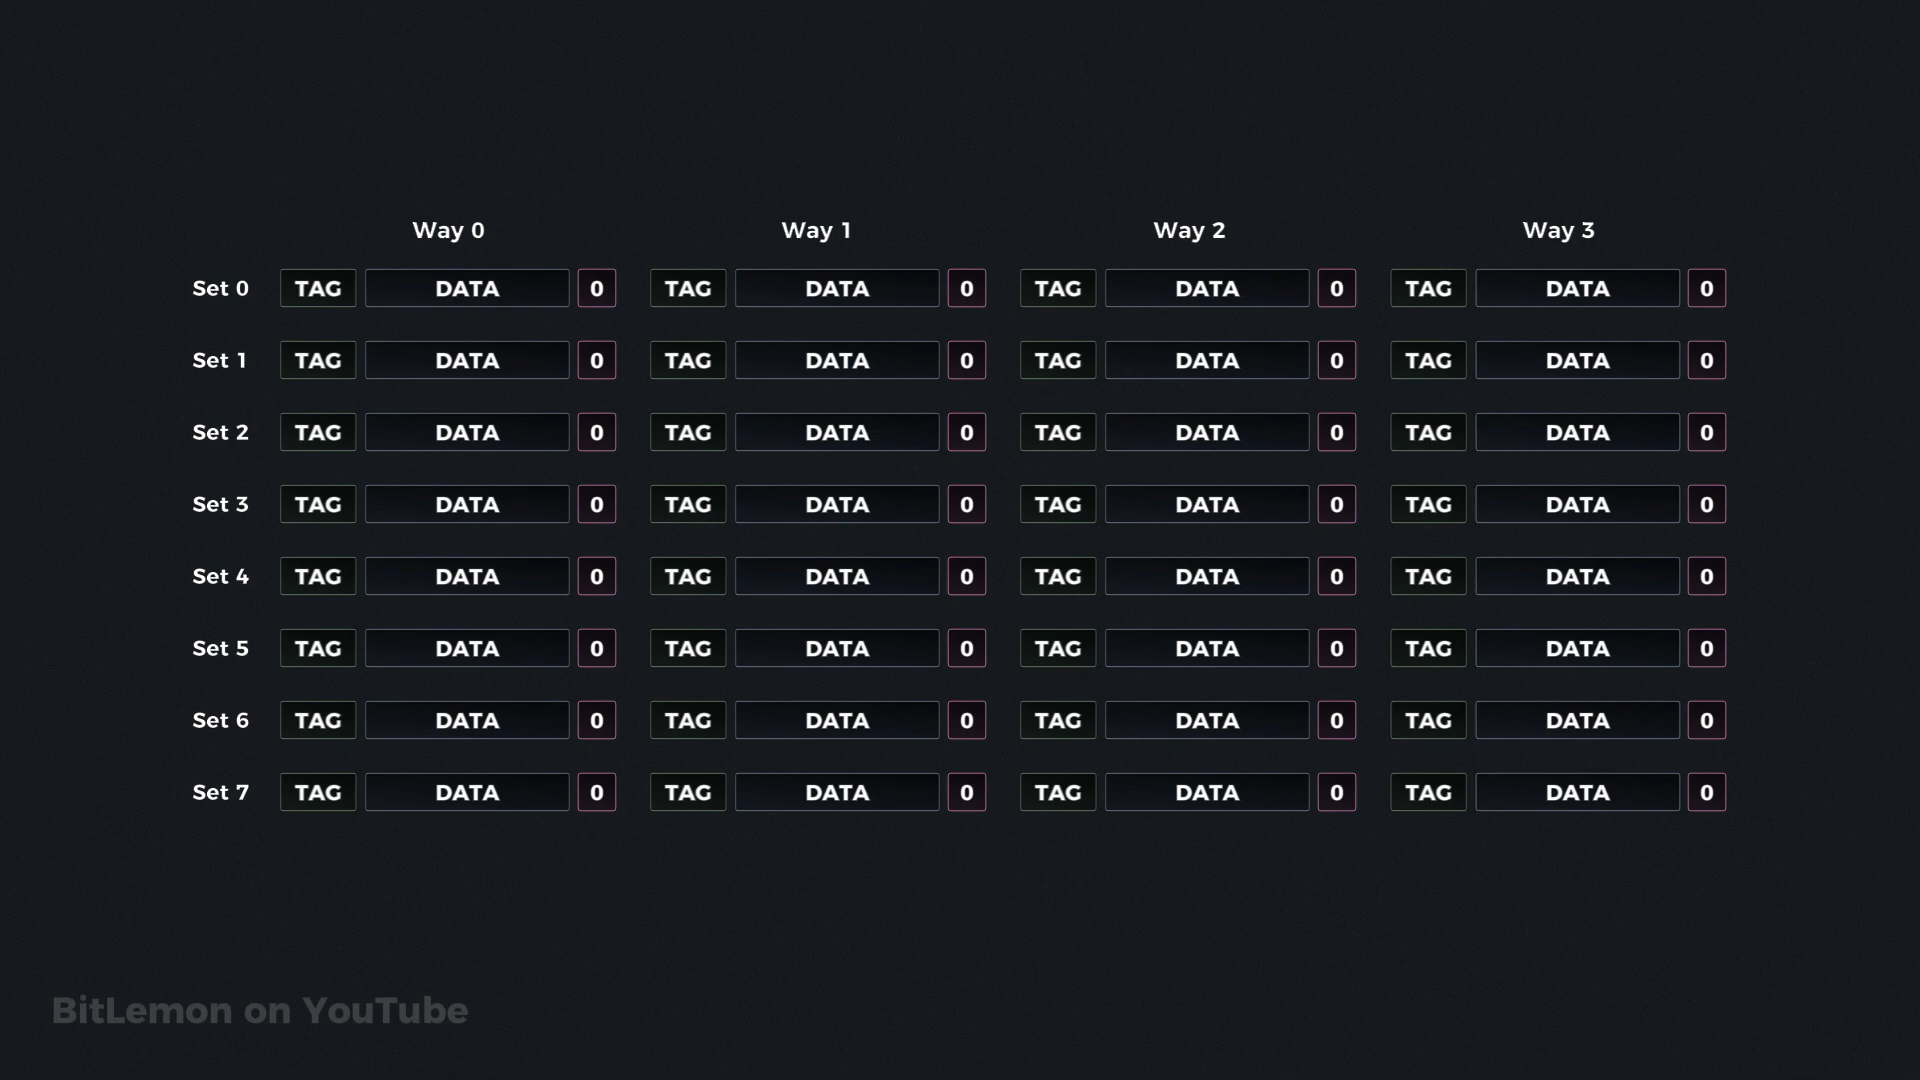 Way 0 Way 1 Way 2 Way 3
Set 0 TAG DATA 0 TAG DATA 0 TAG DATA 0 TAG DATA 0
Set 1 TAG DATA 0 TAG DATA 0 TAG DATA 0 TAG DATA 0
Set 2 TAG DATA 0 TAG DATA 0 TAG DATA 0 TAG DATA 0
Set 3 TAG DATA 0 TAG DATA 0 TAG DATA 0 TAG DATA 0
Set 4 TAG DATA 0 TAG DATA 0 TAG DATA 0 TAG DATA 0
Set 5 TAG DATA 0 TAG DATA 0 TAG DATA 0 TAG DATA 0
Set 6 TAG DATA 0 TAG DATA 0 TAG DATA 0 TAG DATA 0
Set 7 TAG DATA 0 TAG DATA 0 TAG DATA 0 TAG DATA 0
BitLemon on YouTube